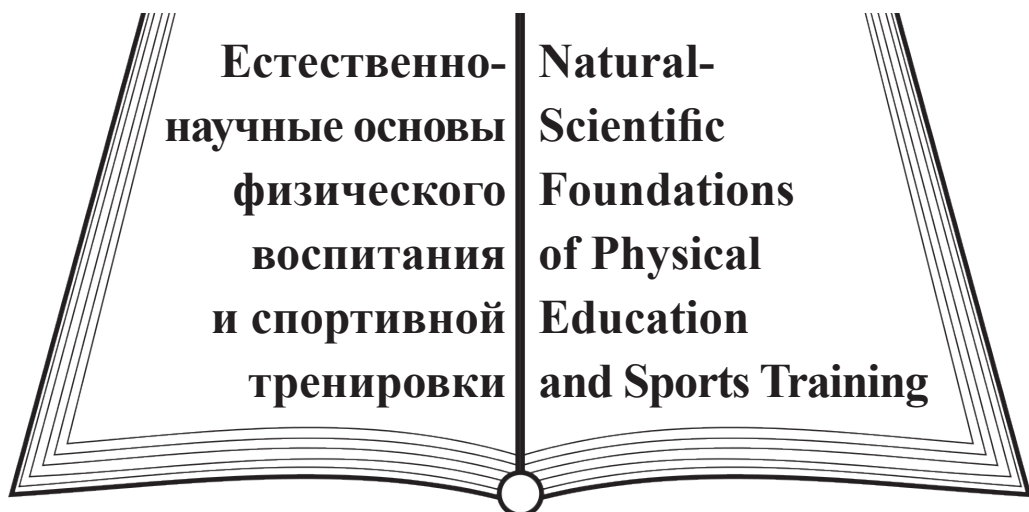 Естественно-
научные основы
физического
воспитания
и спортивной
тренировки
Natural-
Scientific
Foundations
of Physical
Education
and Sports Training